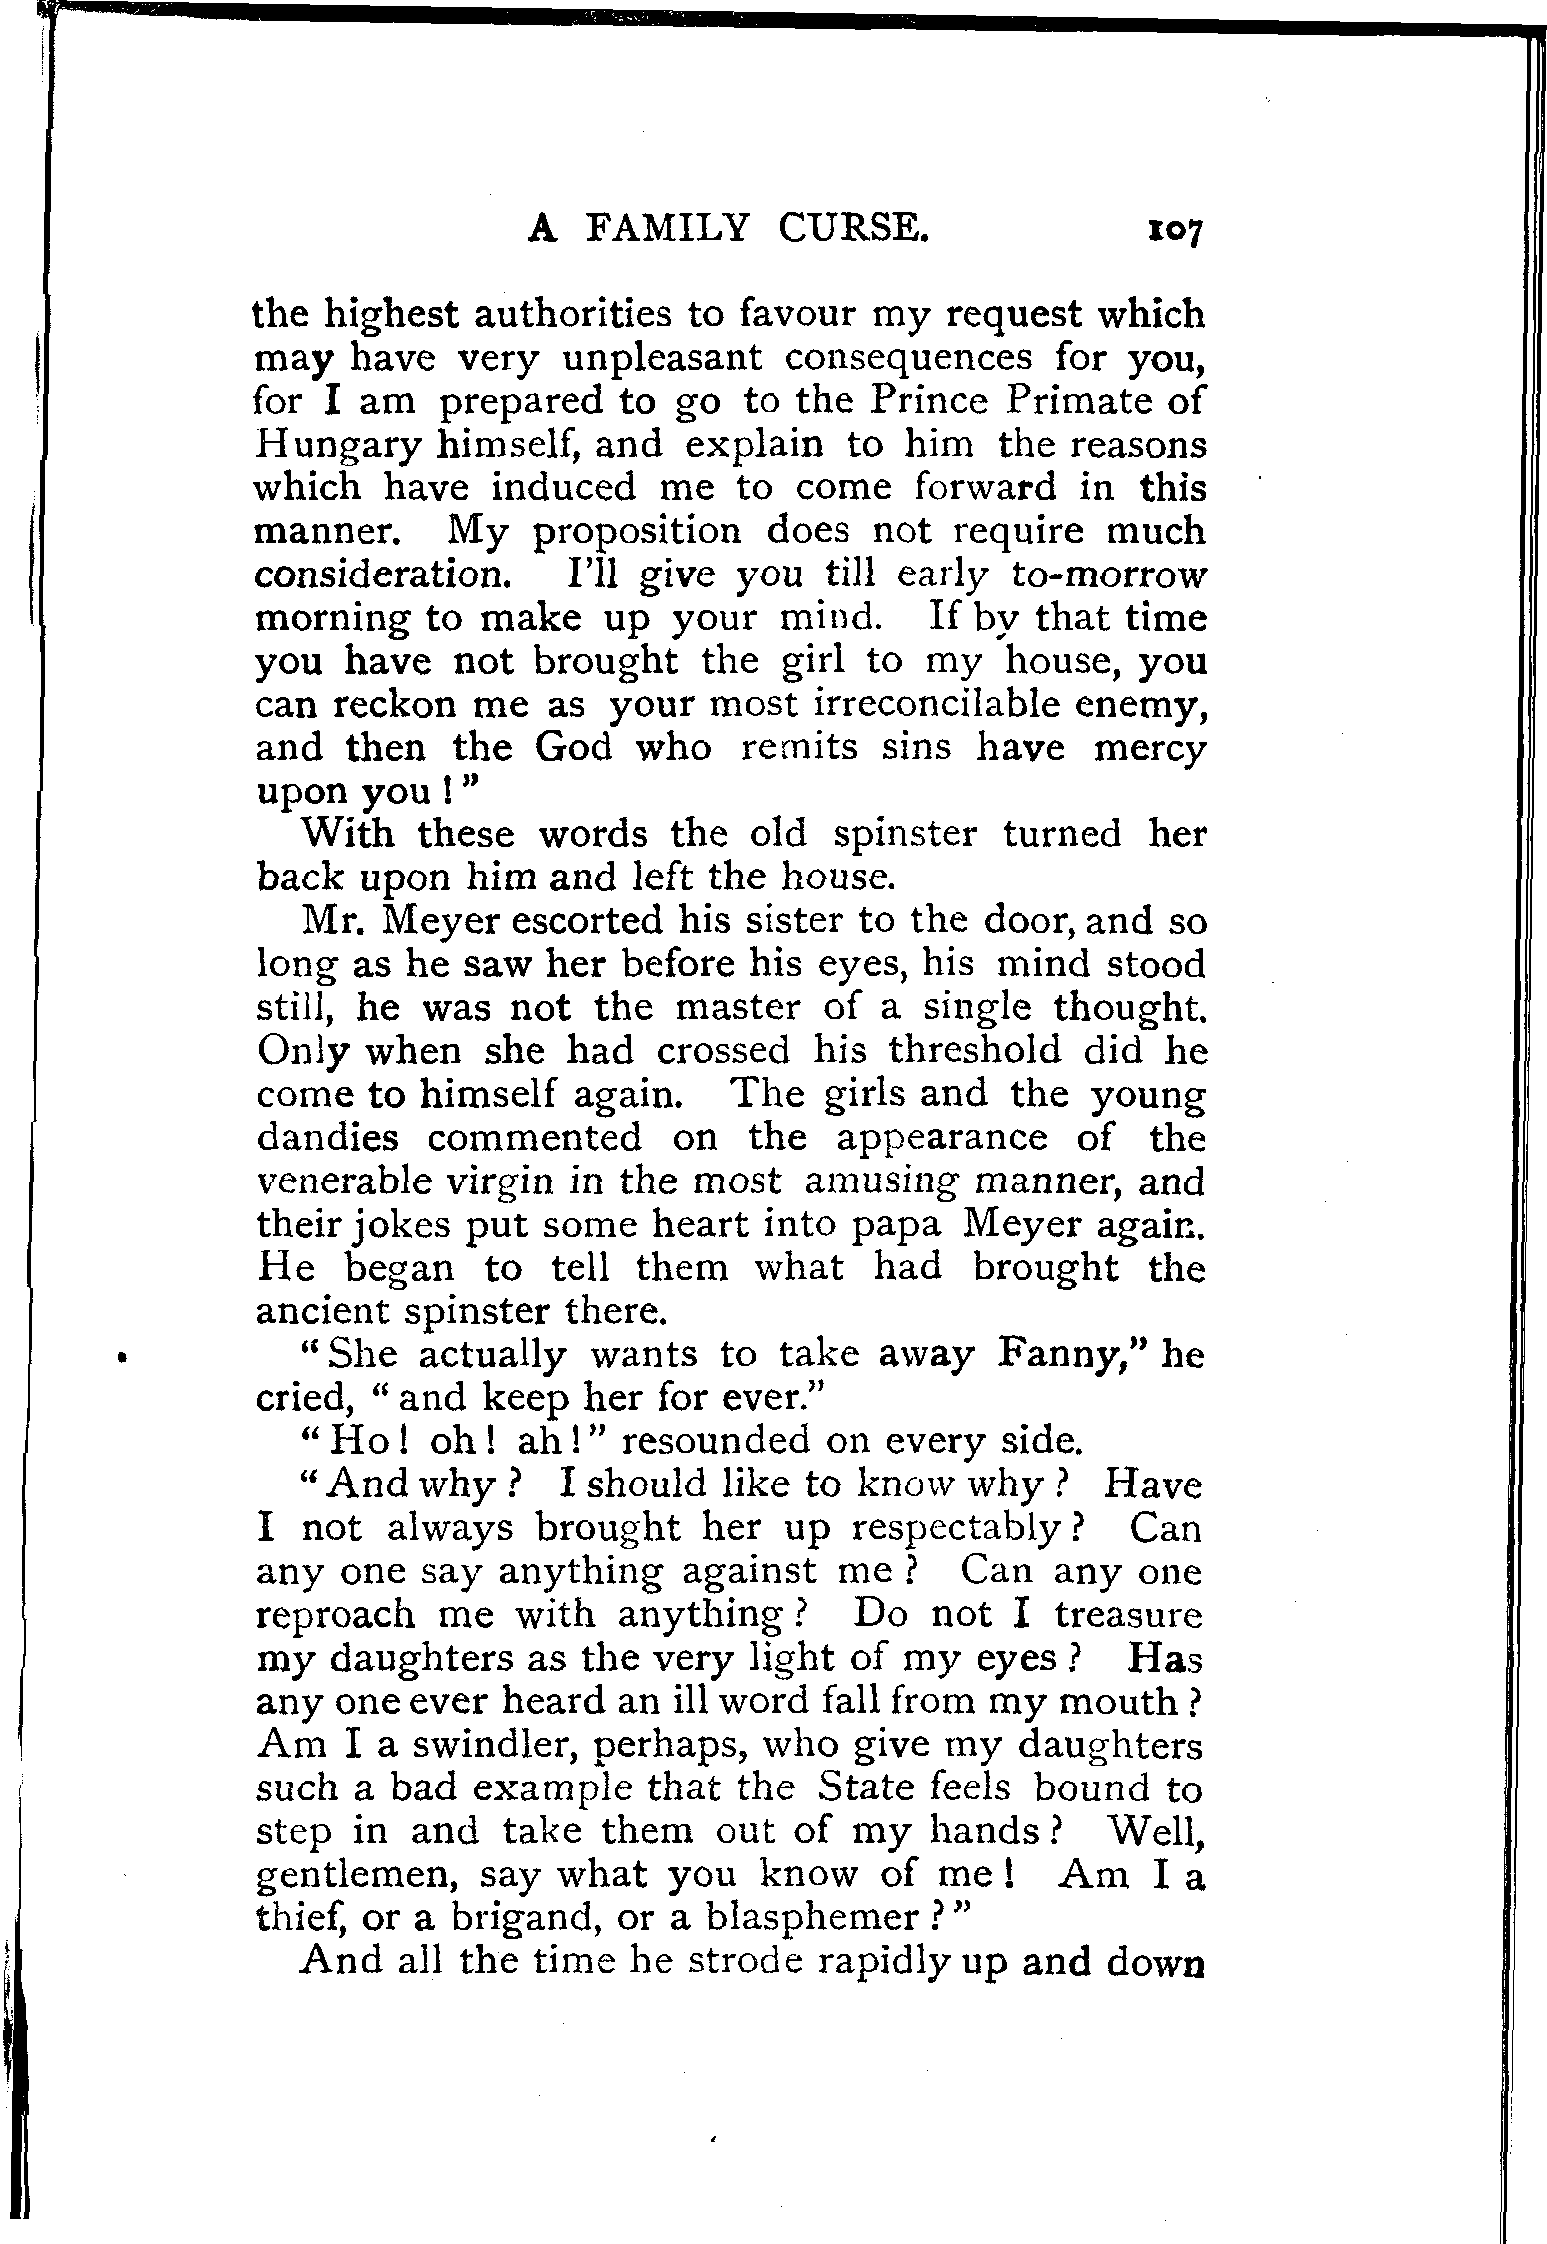 A FAMILY CURSE. 107
the highest authorities to favour my request which
may have very unpleasant consequences for you,
for I am prepared to go to the Prince Primate of
Hungary himself, and explain to him the reasons
which have induced me to come forward in this
manner. My proposition does not require much
consideration. I'll give you till early to-morrow
morning to make up your mind. If by that time
you have not brought the girl to my house, you
can reckon me as your most irreconcilable enemy,
and then the God who remits sins have mercy
upon you!"
With these words the old spinster turned her
back upon him and left the house.
Mr. Meyer escorted his sister to the door, and so
long as he saw her before his eyes, his mind stood
still, he was not the master of a single thought.
Only when she had crossed his threshold did he
come to himself again. The girls and the young
dandies commented on the appearance of the
venerable virgin in the most amusing manner, and
their jokes put some heart into papa Meyer again.
He began to tell them what had brought the
ancient spinster there.
"She actually wants to take away Fanny," he
cried, "and keep her for ever."
"Ho! oh! ah!" resounded on every side.
"And why? I should like to know why? Have
I not always brought her up respectably? Can
any one say anything against me? Can any one
reproach me with anything? Do not I treasure
my daughters as the very light of my eyes? Has
any one ever heard an ill word fall from my mouth?
Am I a swindler, perhaps, who give my daughters
such a bad example that the State feels bound to
step in and take them out of my hands? Well,
gentlemen, say what you know of me! Am I a
thief, or a brigand, or a blasphemer?"
And all the time he strode rapidly up and down